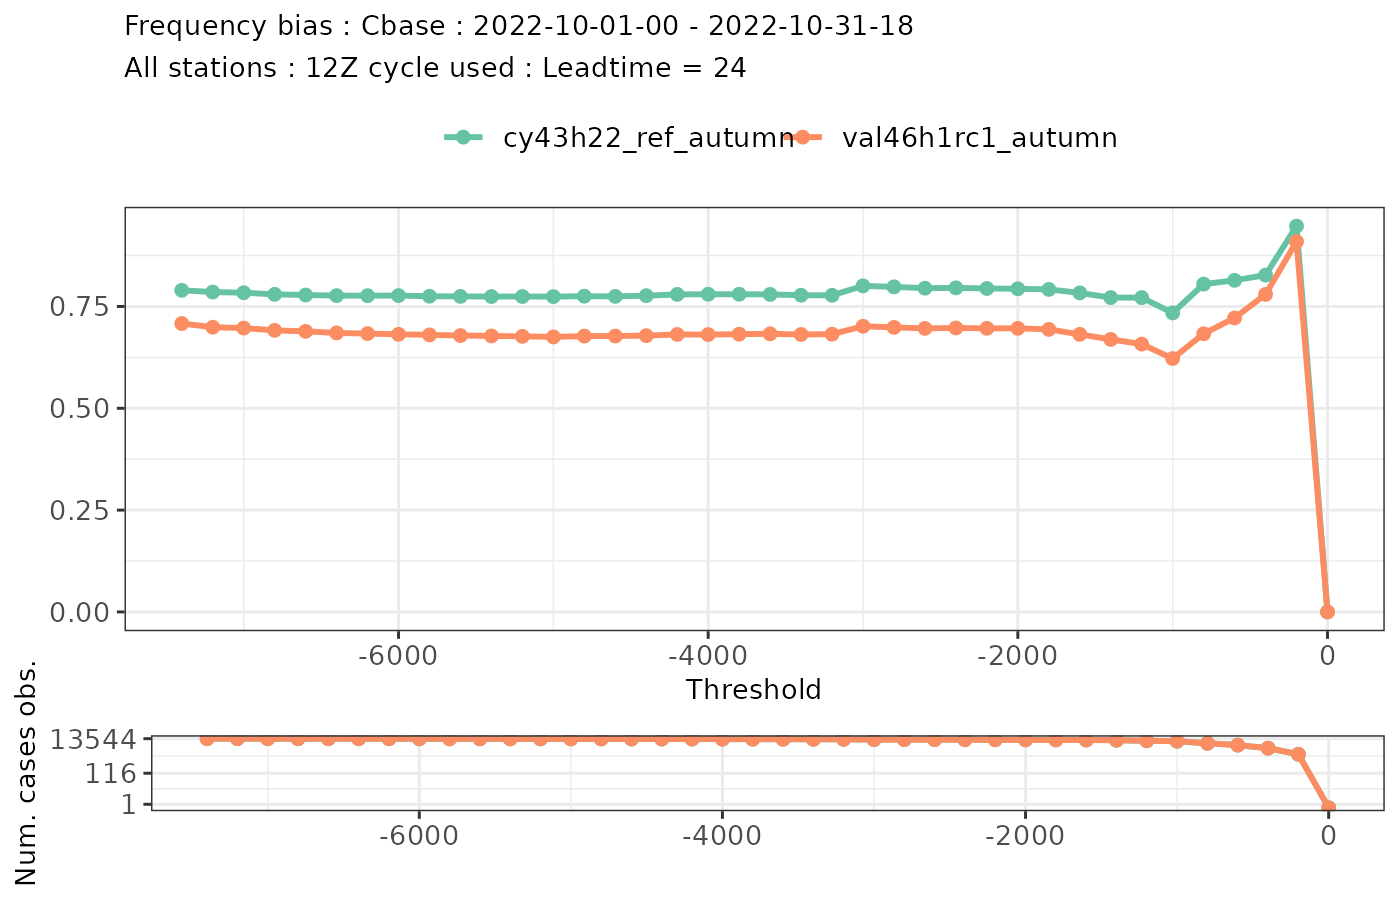 Frequency bias : Cbase : 2022-10-01-00 - 2022-10-31-18
All stations : 12Z cycle used : Leadtime = 24
cy43h22_ref_autumn val46h1rc1_autumn
0.75
0.50
0.25
0.00
-6000 -4000 -2000 0
Threshold
Num. cases obs.
13544
116
1
-6000 -4000 -2000 0